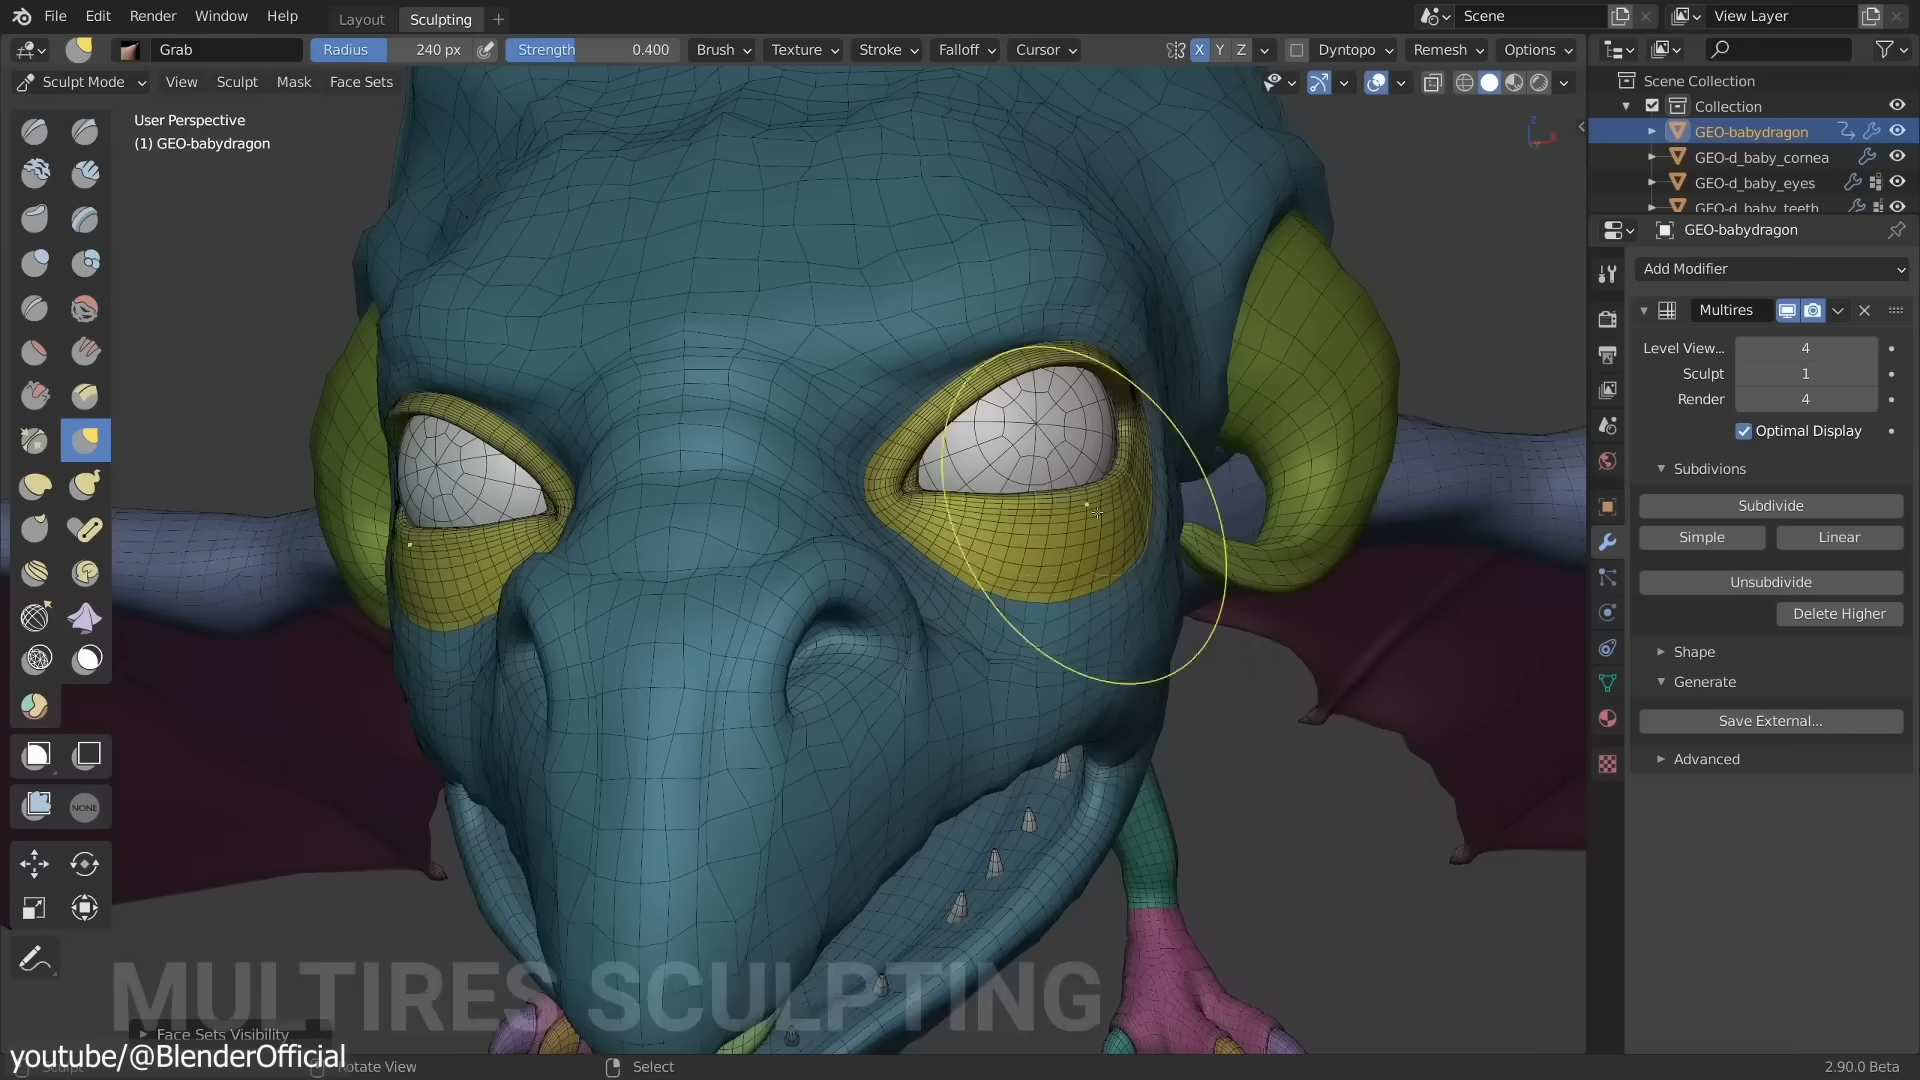 File Edit Render Window Help Layout Sculpting + Scene View Layer
Grab Radius 240 px Strength 0.400 Brush Texture Stroke Falloff Cursor X Y Z Dyntopo Remesh Options
Sculpt Mode View Sculpt Mask Face Sets
User Perspective
(1) GEO-babydragon
Scene Collection
Collection
GEO-babydragon
GEO-d_baby_cornea
GEO-d_baby_eyes
GEO-d_baby_teeth
GEO-babydragon
Add Modifier
Multires
Level View... 4
Sculpt 1
Render 4
Optimal Display
Subdivions
Subdivide
Simple Linear
Unsubdivide
Delete Higher
Shape
Generate
Save External...
Advanced
NONE
MULTIRES SCULPTING
Face Sets Visibility
youtube/@BlenderOfficial
Sculpt Rotate View Select 2.90.0 Beta